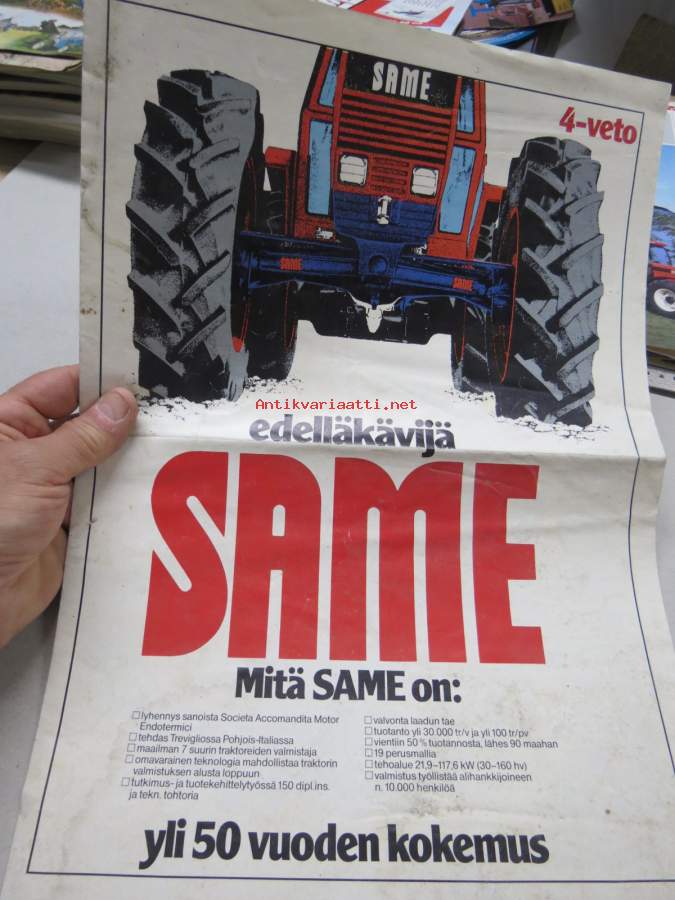 SAME
4-veto
SAME
SAME
Antikvariaatti.net
edelläkävijä
SAME
Mitä SAME on:
lyhennys sanoista Societa Accomandita Motor
Endotermici
tehdas Trevigliossa Pohjois-Italiassa
maailman 7 suurin traktoreiden valmistaja
omavarainen teknologia mahdollistaa traktorin
valmistuksen alusta loppuun
tutkimus- ja tuotekehittelytyössä 150 dipl.ins.
ja tekn. tohtoria
valvonta laadun tae
tuotanto yli 30.000 tr/v ja yli 100 tr/pv
vientiin 50 % tuotannosta, lähes 90 maahan
19 perusmallia
tehoalue 21,9–117,6 kW (30–160 hv)
valmistus työllistää alihankkijoineen
n. 10.000 henkilöä
yli 50 vuoden kokemus